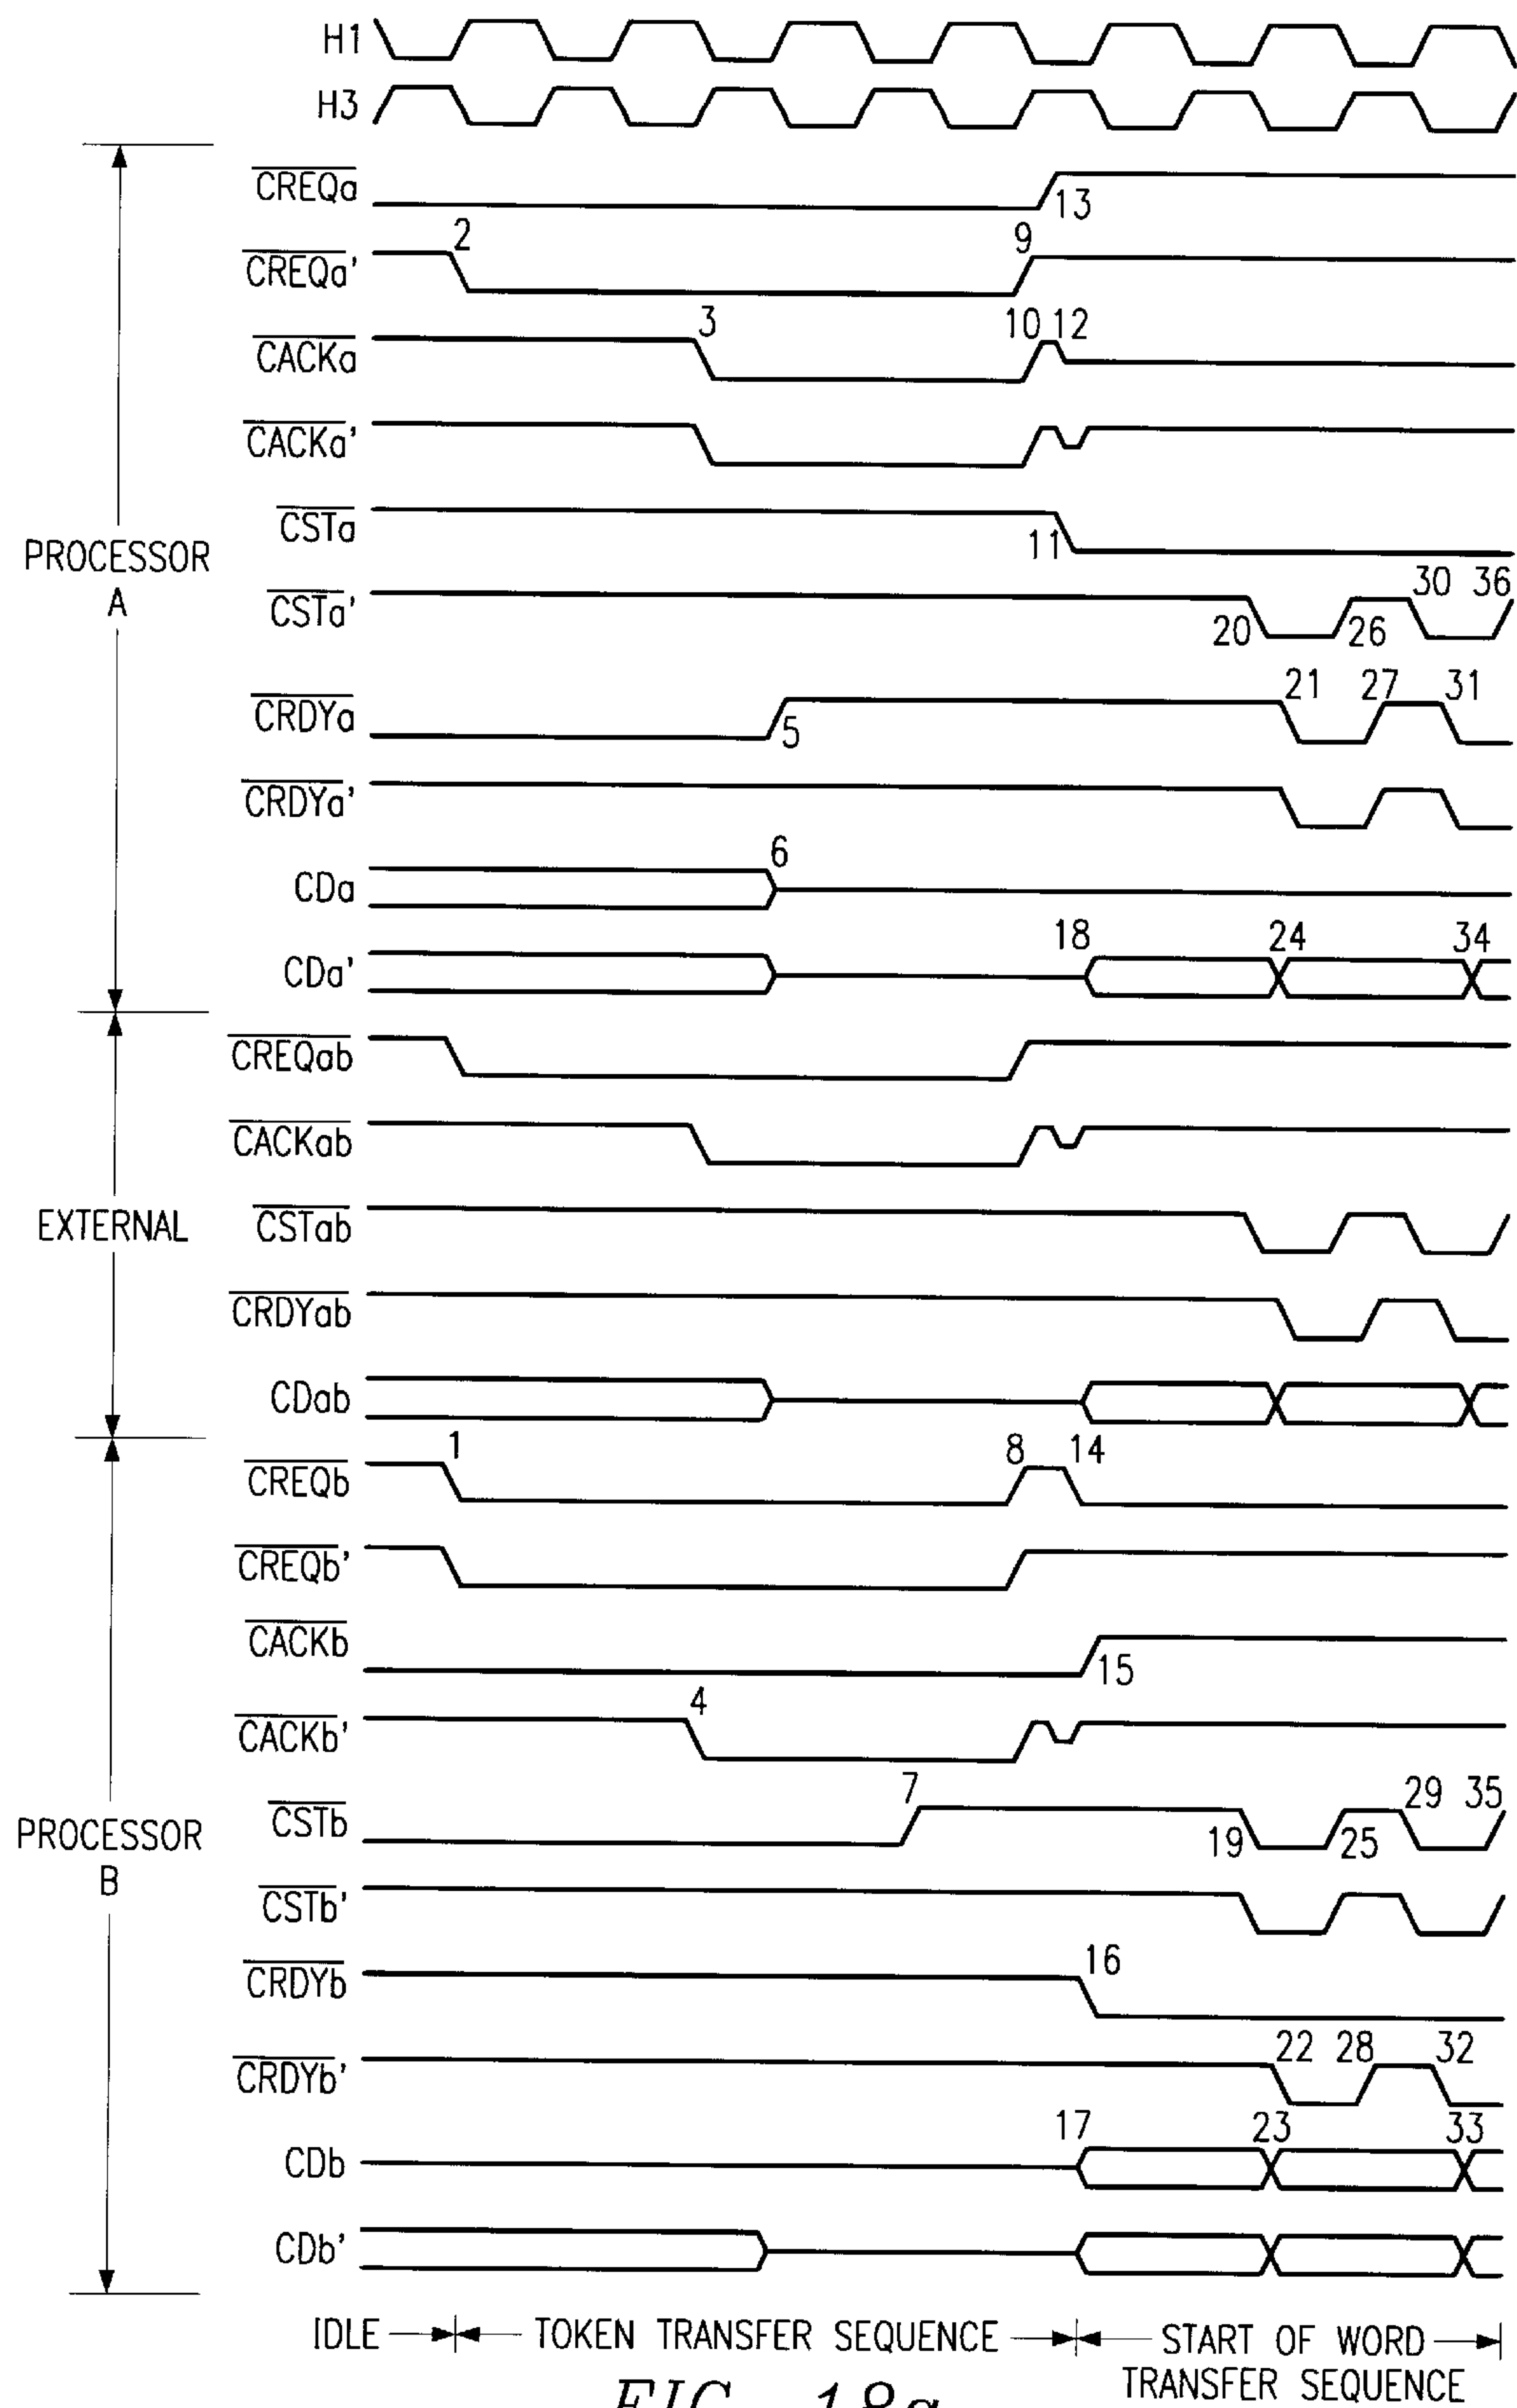 H1
H3
CREQa
13
2
9
CREQa'
3
10 12
CACKa
CACKa'
CSTa
11
PROCESSOR
A
30 36
CSTa'
20
26
21 27 31
CRDYa
5
CRDYa'
6
CDa
18 24 34
CDa'
CREQab
CACKab
EXTERNAL
CSTab
CRDYab
CDab
1
8 14
CREQb
CREQb'
CACKb
15
4
CACKb'
7
29 35
CSTb
19
25
PROCESSOR
B
CSTb'
16
CRDYb
22 28 32
CRDYb'
17 23 33
CDb
CDb'
IDLE
TOKEN TRANSFER SEQUENCE
START OF WORD
TRANSFER SEQUENCE
FIG. 18a